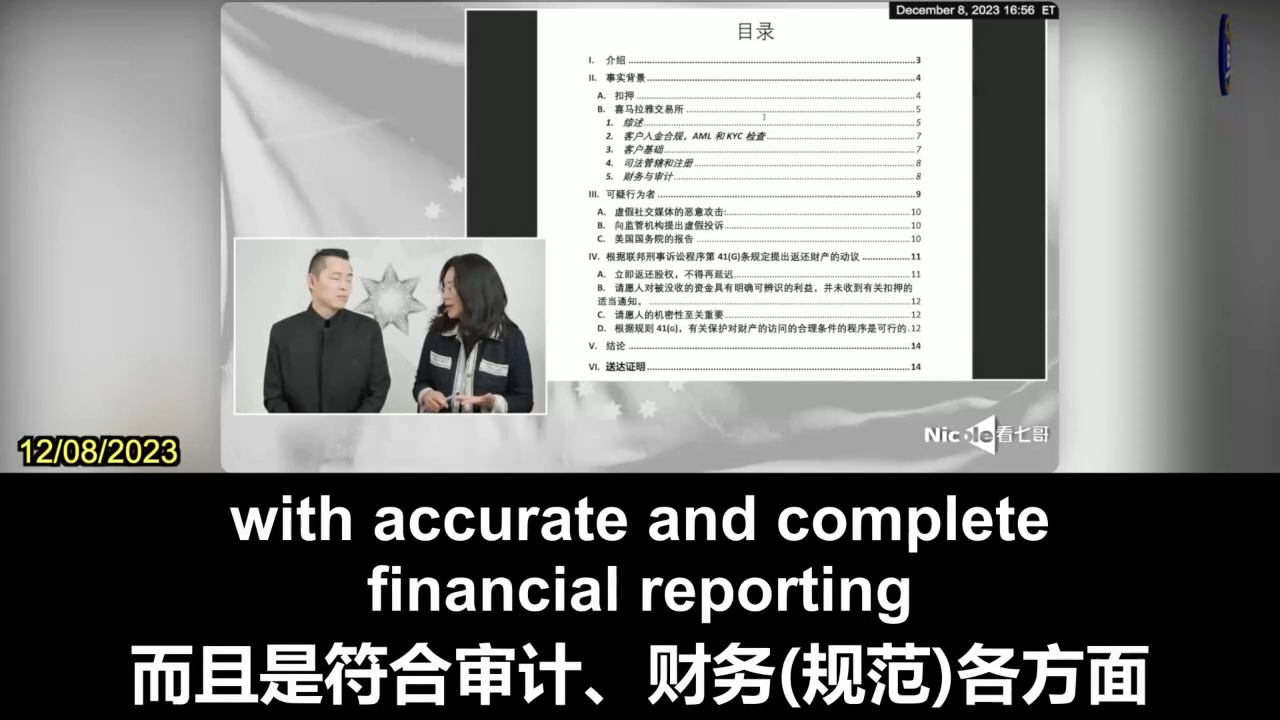 December 8, 2023 16:56 ET
目录
I. 介绍 3
II. 事实背景 4
A. 扣押 4
B. 喜马拉雅交易所 5
1. 综述 5
2. 客户入金合规，AML 和 KYC 检查 7
3. 客户基础 7
4. 司法管辖和注册 8
5. 财务与审计 8
III. 可疑行为者 9
A. 虚假社交媒体的恶意攻击: 10
B. 向监管机构提出虚假投诉 10
C. 美国国务院的报告 10
IV. 根据联邦刑事诉讼程序第 41(G)条规定提出返还财产的动议 11
A. 立即返还股权，不得再延迟 11
B. 请愿人对被没收的资金具有明确可辨识的利益，并未收到有关扣押的
适当通知。 12
C. 请愿人的机密性至关重要 12
D. 根据规则 41(G)，有关保护对财产的访问的合理条件的程序是可行的. 12
V. 结论 14
VI. 送达证明 14
Nicole看七哥
12/08/2023
with accurate and complete
financial reporting
而且是符合审计、财务(规范)各方面